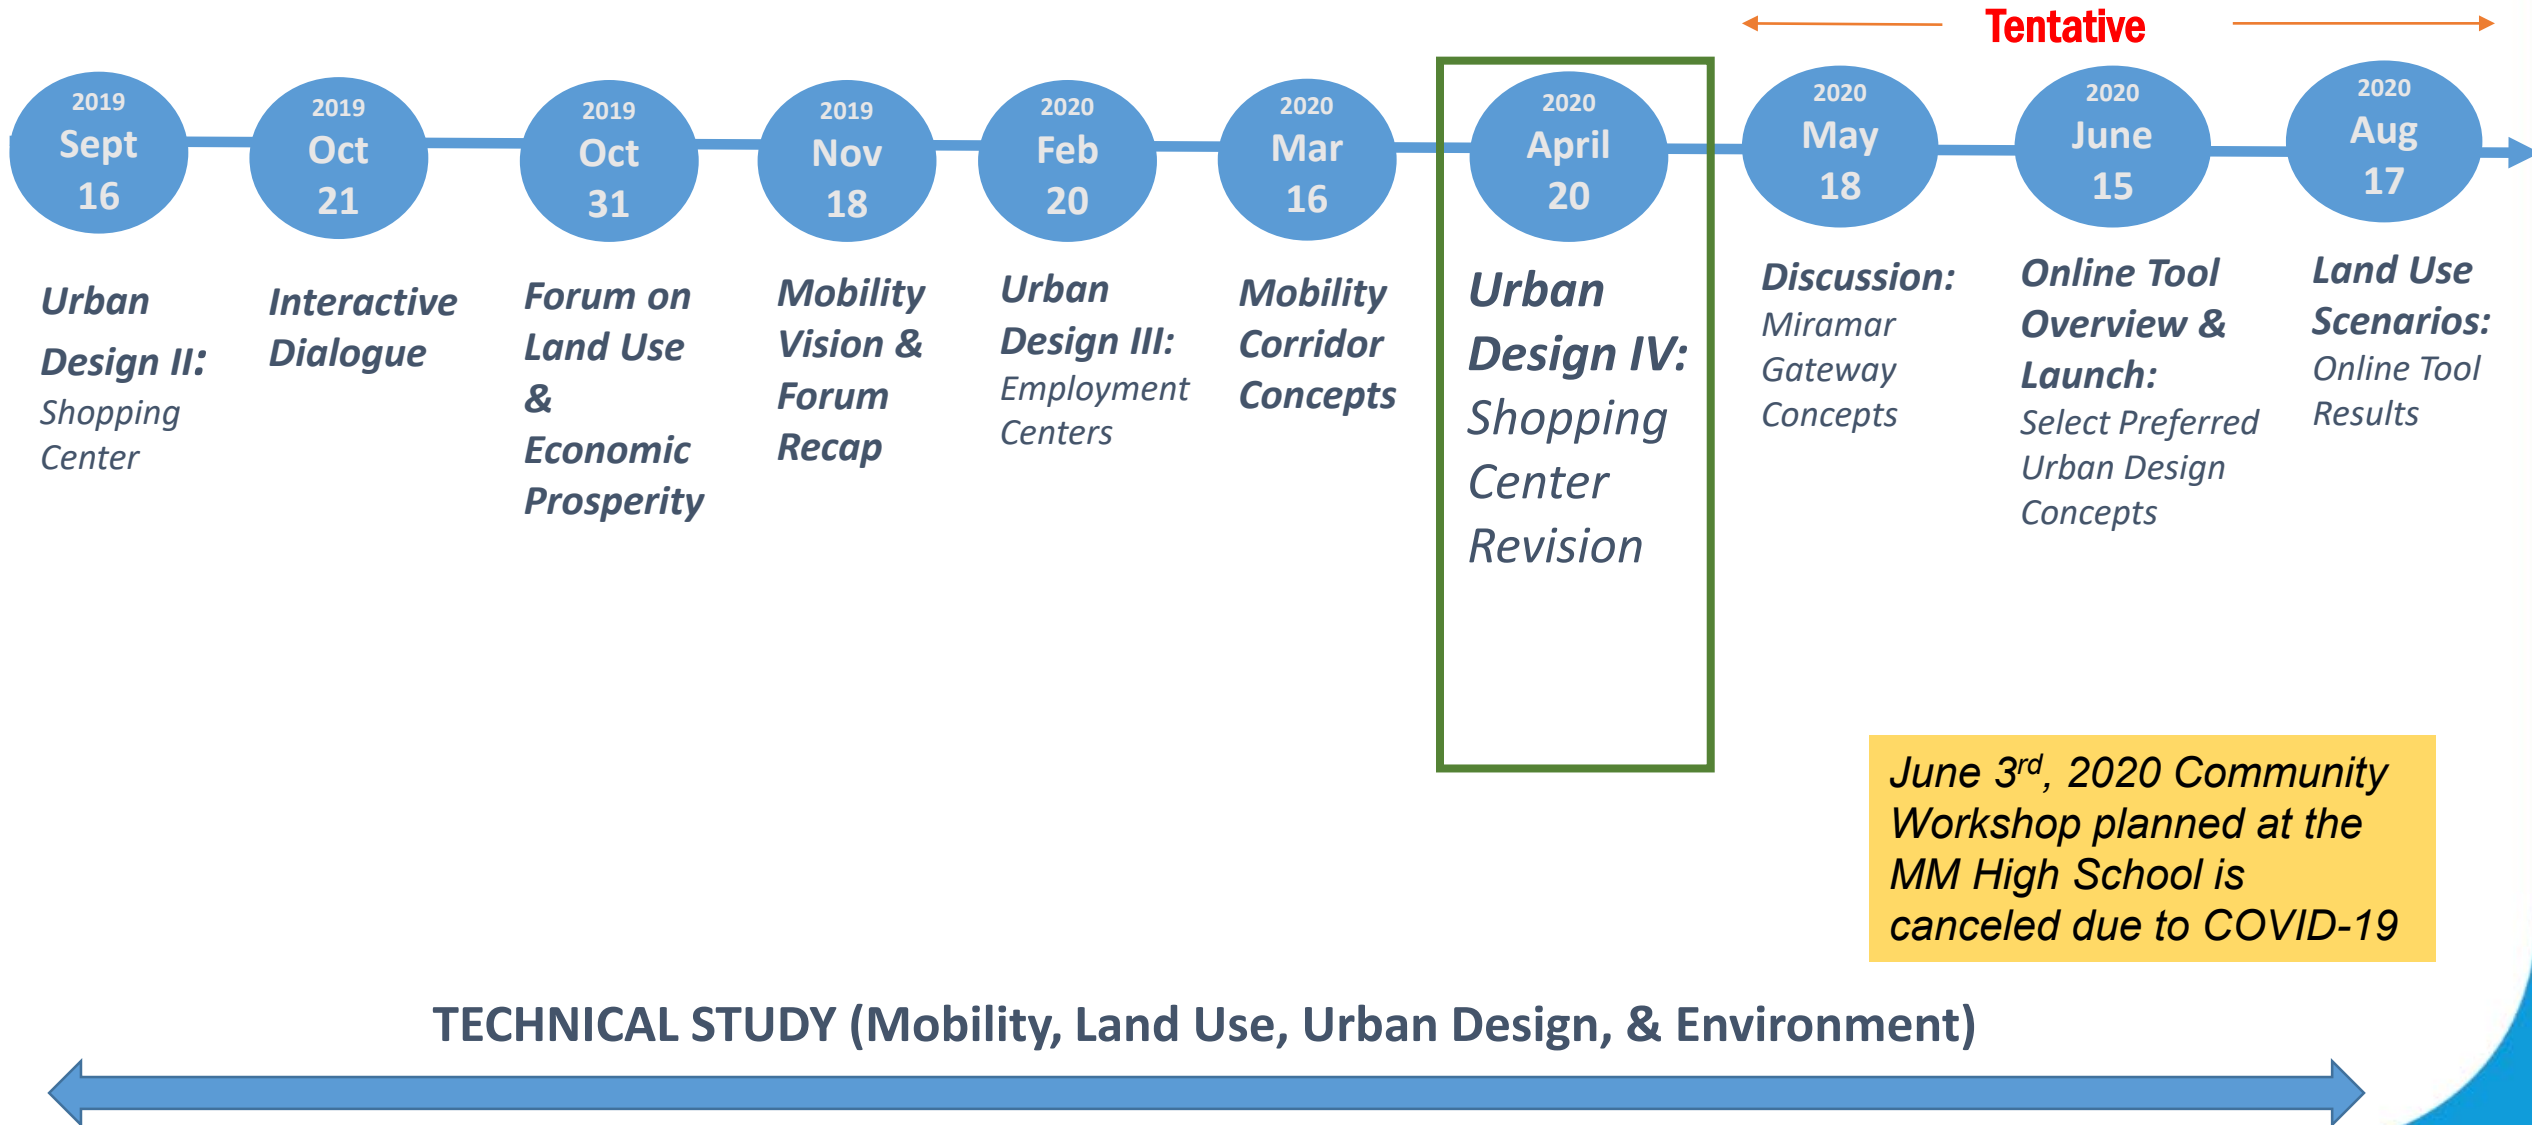 Tentative
2019
Sept
16
2019
Oct
21
2019
Oct
31
2019
Nov
18
2020
Feb
20
2020
Mar
16
2020
April
20
2020
May
18
2020
June
15
2020
Aug
17
Urban
Design II:
Shopping
Center
Interactive
Dialogue
Forum on
Land Use
&
Economic
Prosperity
Mobility
Vision &
Forum
Recap
Urban
Design III:
Employment
Centers
Mobility
Corridor
Concepts
Urban
Design IV:
Shopping
Center
Revision
Discussion:
Miramar
Gateway
Concepts
Online Tool
Overview &
Launch:
Select Preferred
Urban Design
Concepts
Land Use
Scenarios:
Online Tool
Results
June 3rd, 2020 Community
Workshop planned at the
MM High School is
canceled due to COVID-19
TECHNICAL STUDY (Mobility, Land Use, Urban Design, & Environment)